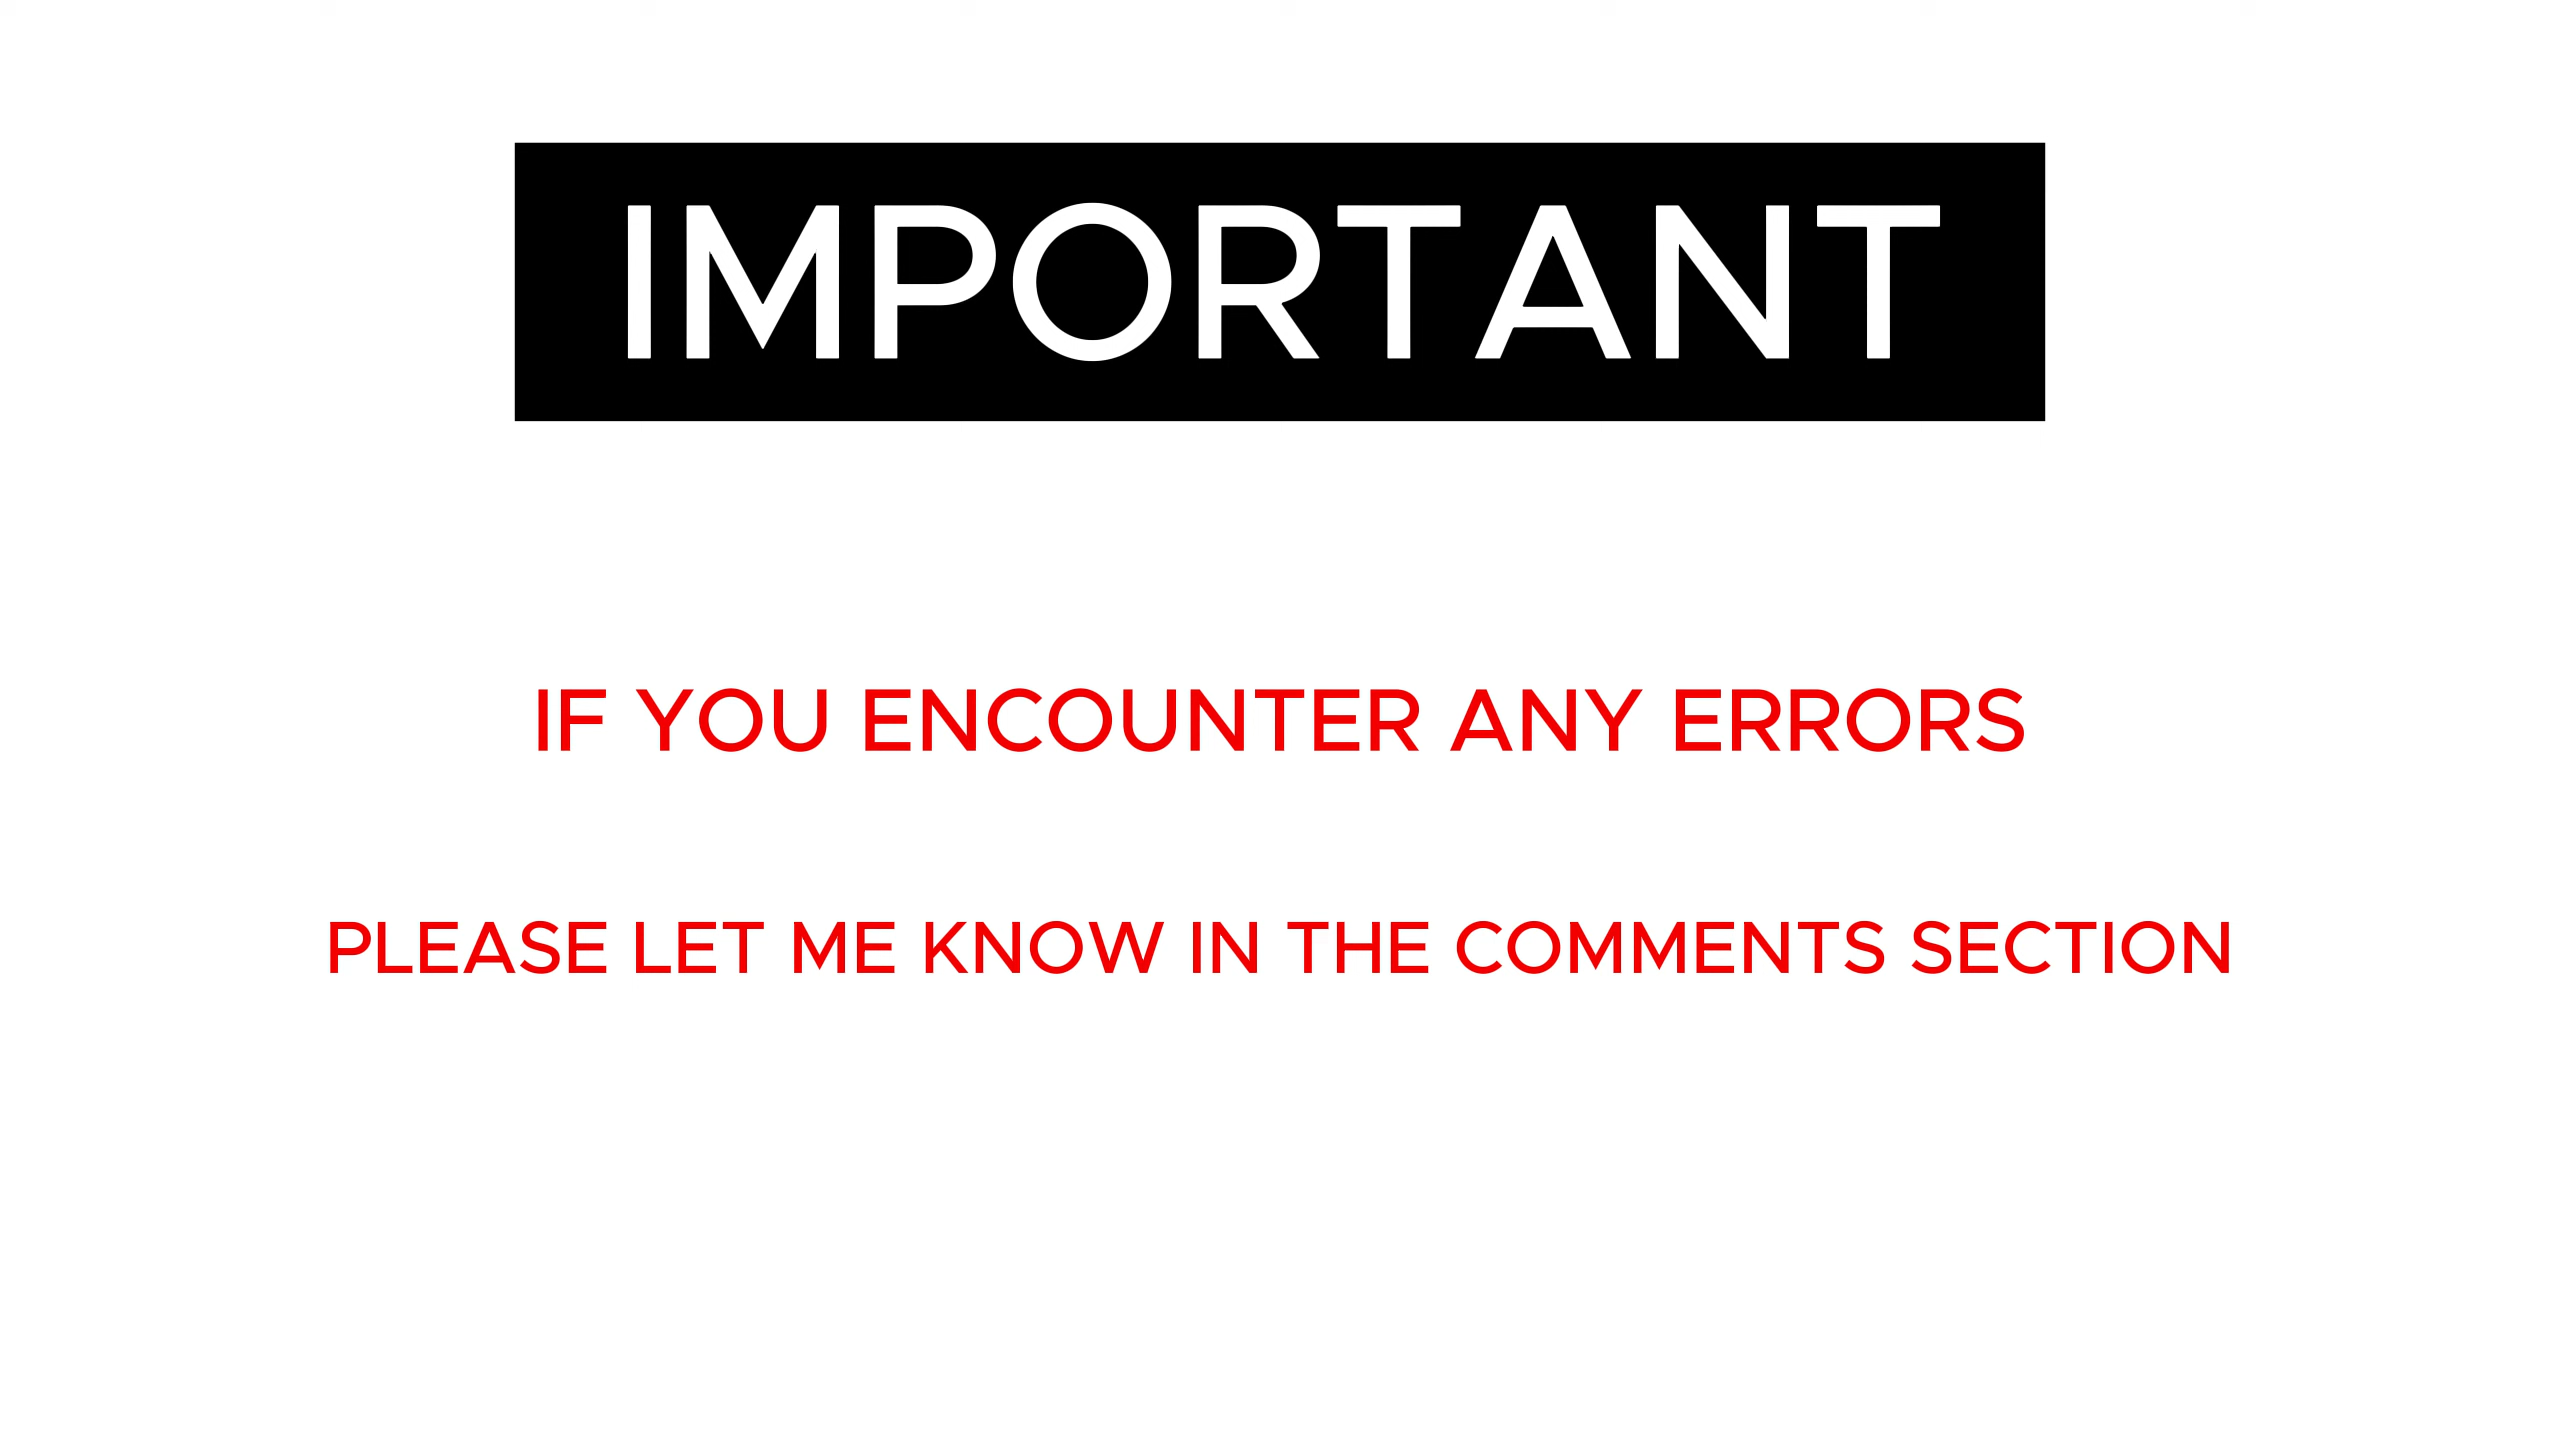 IMPORTANT
IF YOU ENCOUNTER ANY ERRORS
PLEASE LET ME KNOW IN THE COMMENTS SECTION